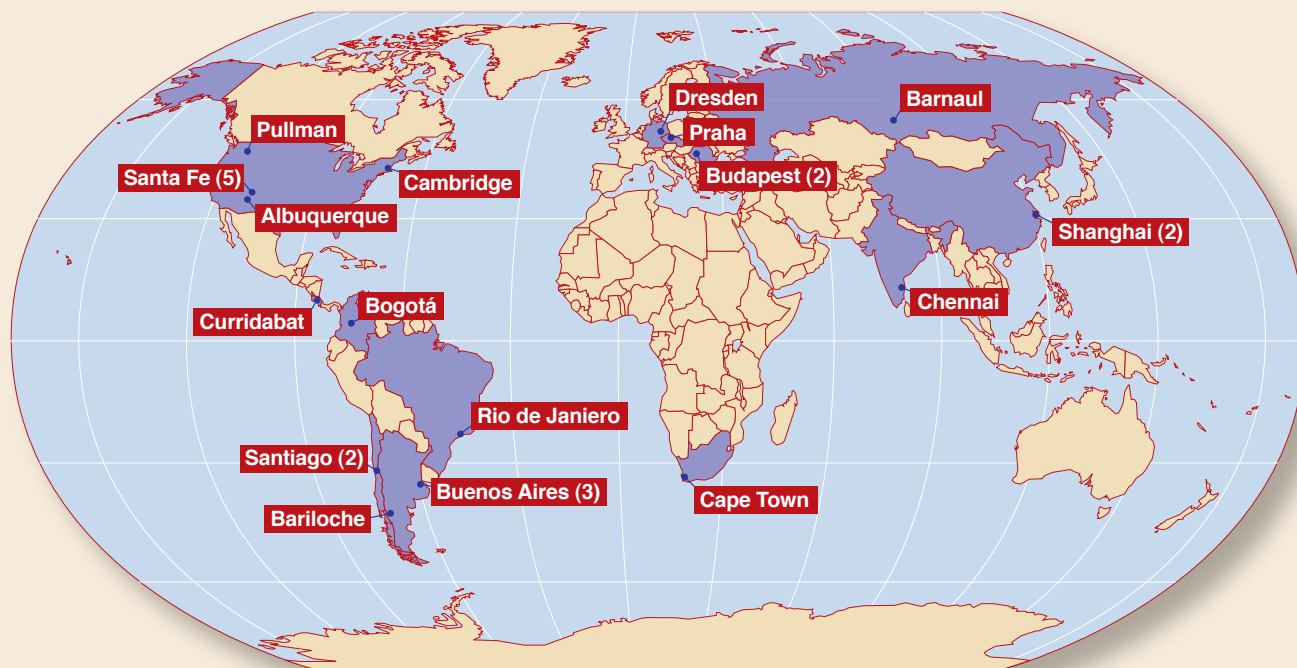 Dresden
Barnaul
Pullman
Praha
Santa Fe (5)
Cambridge
Budapest (2)
Albuquerque
Shanghai (2)
Chennai
Bogotá
Curridabat
Rio de Janiero
Santiago (2)
Buenos Aires (3)
Cape Town
Bariloche